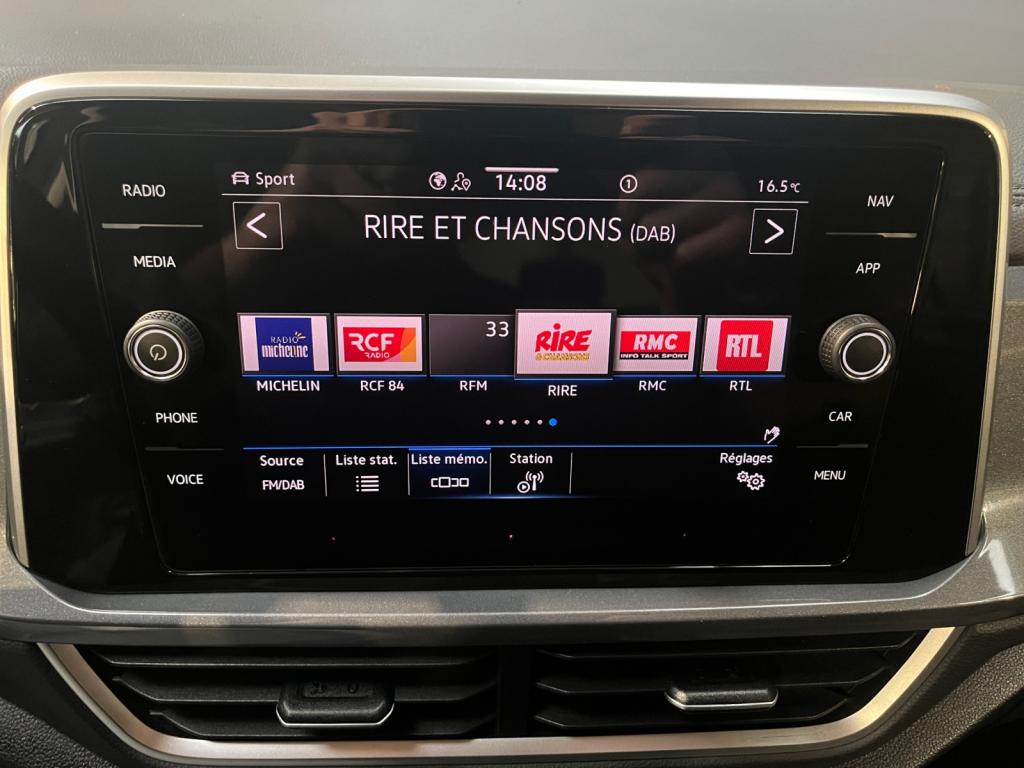 RADIO
MEDIA
PHONE
VOICE
Sport 14:08 1 16.5°C
< RIRE ET CHANSONS (DAB) >
RADIO
micheline
MICHELIN
RCF
RADIO
RCF 84
33
RFM
RIRE
& CHANSONS
RIRE
RMC
INFO TALK SPORT
RMC
RTL
RTL
Source
FM/DAB
Liste stat.
Liste mémo.
Station
Réglages
NAV
APP
CAR
MENU